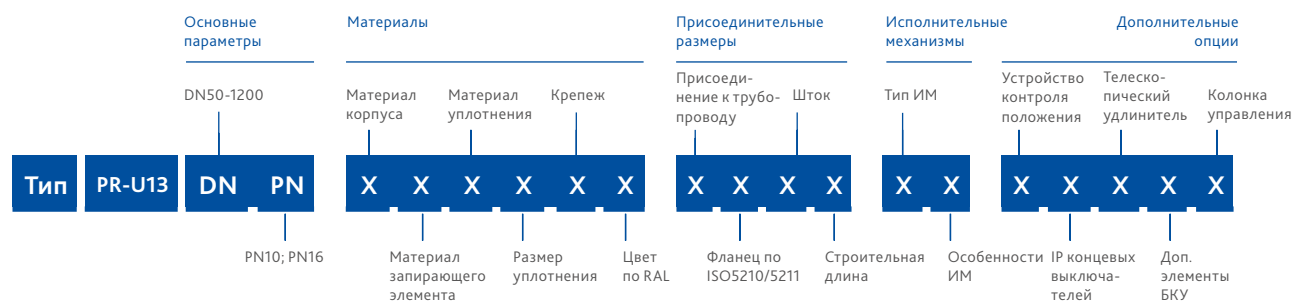 Основные
параметры
Материалы
Присоединительные
размеры
Исполнительные
механизмы
Дополнительные
опции
DN50-1200
Материал
корпуса
Материал
уплотнения
Крепеж
Присоеди-
нение к трубо-
проводу
Шток
Тип ИМ
Устройство
контроля
положения
Телеско-
пический
удлинитель
Колонка
управления
Тип PR-U13 DN PN X X X X X X X X X X X X X X X X X
PN10; PN16
Материал
запирающего
элемента
Размер
уплотнения
Цвет
по RAL
Фланец по
ISO5210/5211
Строительная
длина
Особенности
ИМ
IP концевых
выключа-
телей
Доп.
элементы
БКУ